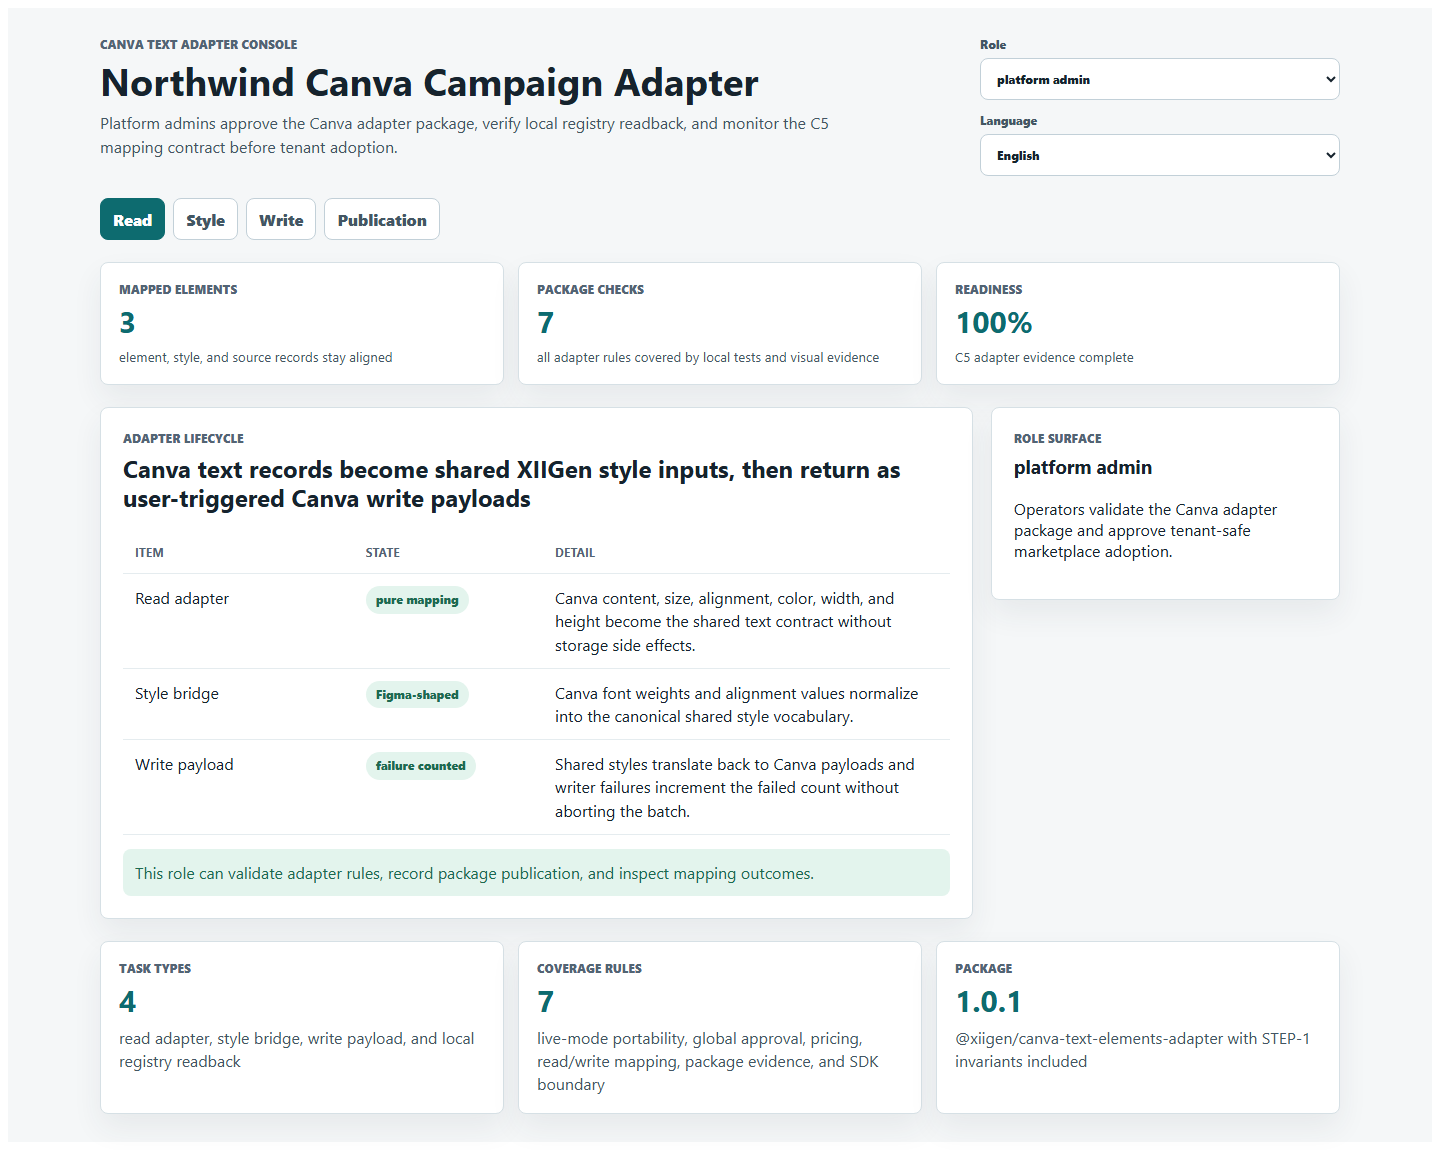 CANVA TEXT ADAPTER CONSOLE
Northwind Canva Campaign Adapter
Platform admins approve the Canva adapter package, verify local registry readback, and monitor the C5
mapping contract before tenant adoption.
Role
platform admin
Language
English
Read
Style
Write
Publication
MAPPED ELEMENTS
3
element, style, and source records stay aligned
PACKAGE CHECKS
7
all adapter rules covered by local tests and visual evidence
READINESS
100%
C5 adapter evidence complete
ADAPTER LIFECYCLE
Canva text records become shared XIIGen style inputs, then return as
user-triggered Canva write payloads
ITEM STATE DETAIL
Read adapter
pure mapping
Canva content, size, alignment, color, width, and
height become the shared text contract without
storage side effects.
Style bridge
Figma-shaped
Canva font weights and alignment values normalize
into the canonical shared style vocabulary.
Write payload
failure counted
Shared styles translate back to Canva payloads and
writer failures increment the failed count without
aborting the batch.
This role can validate adapter rules, record package publication, and inspect mapping outcomes.
ROLE SURFACE
platform admin
Operators validate the Canva adapter
package and approve tenant-safe
marketplace adoption.
TASK TYPES
4
read adapter, style bridge, write payload, and local
registry readback
COVERAGE RULES
7
live-mode portability, global approval, pricing,
read/write mapping, package evidence, and SDK
boundary
PACKAGE
1.0.1
@xiigen/canva-text-elements-adapter with STEP-1
invariants included